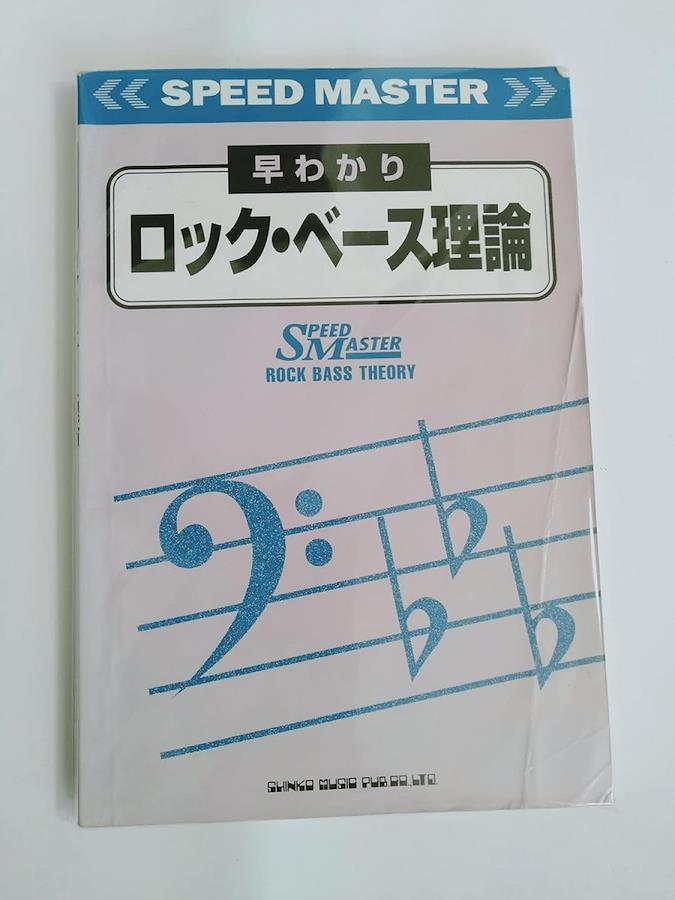 SPEED MASTER
早わかり
ロック・ベース理論
SPEED
MASTER
ROCK BASS THEORY
SHINKO MUSIC PUB.CO.,LTD.